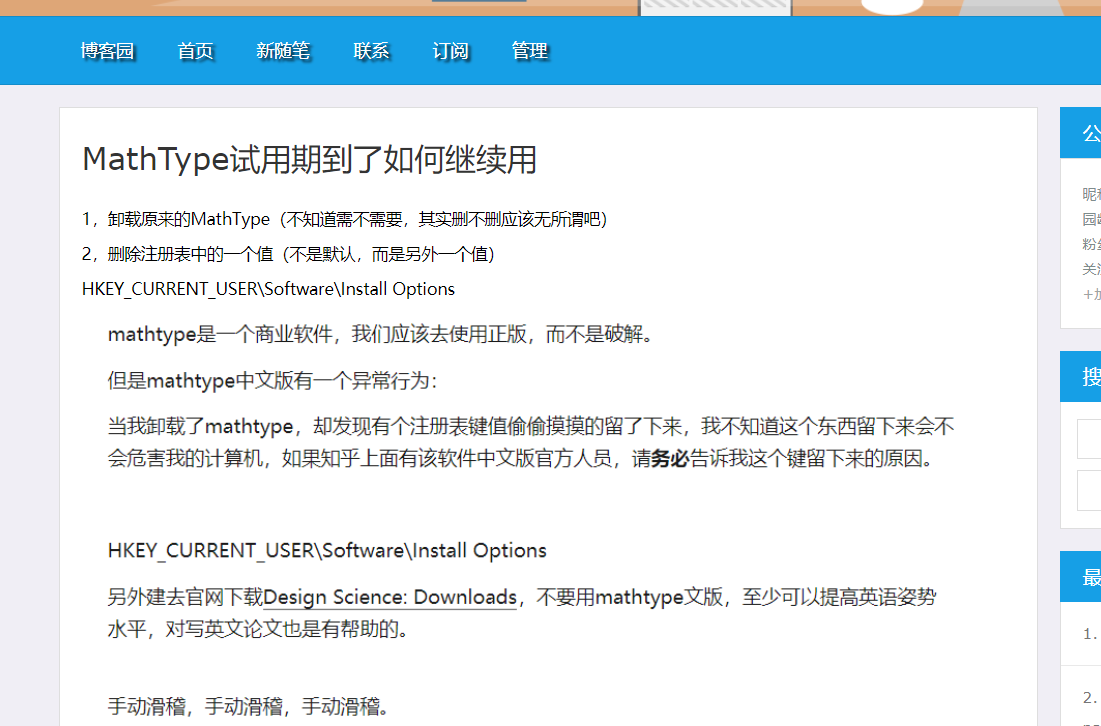 博客园 首页 新随笔 联系 订阅 管理
MathType试用期到了如何继续用
1，卸载原来的MathType（不知道需不需要，其实删不删应该无所谓吧）
2，删除注册表中的一个值（不是默认，而是另外一个值）
HKEY_CURRENT_USER\Software\Install Options
mathtype是一个商业软件，我们应该去使用正版，而不是破解。
但是mathtype中文版有一个异常行为：
当我卸载了mathtype，却发现有个注册表键值偷偷摸摸的留了下来，我不知道这个东西留下来会不
会危害我的计算机，如果知乎上面有该软件中文版官方人员，请务必告诉我这个键留下来的原因。
HKEY_CURRENT_USER\Software\Install Options
另外建去官网下载Design Science: Downloads，不要用mathtype文版，至少可以提高英语姿势
水平，对写英文论文也是有帮助的。
手动滑稽，手动滑稽，手动滑稽。
公
昵
园
粉
关
+加
搜
最
1.
2.